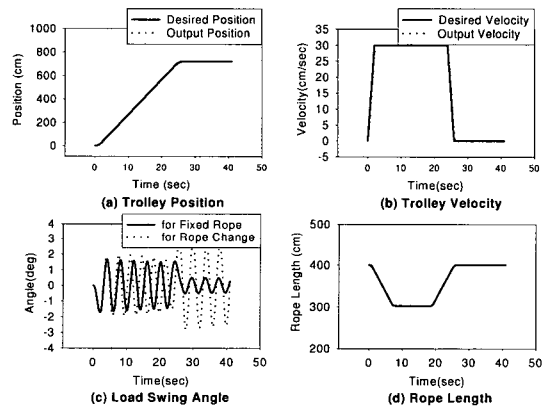 Desired Position
Output Position
1000
800
600
400
200
0
Position (cm)
0 10 20 30 40 50
Time (sec)
(a) Trolley Position
Desired Velocity
Output Velocity
35
30
25
20
15
10
5
0
-5
Velocity(cm/sec)
0 10 20 30 40 50
Time(sec)
(b) Trolley Velocity
for Fixed Rope
for Rope Change
4
3
2
1
0
-1
-2
-3
-4
Angle(deg)
0 10 20 30 40 50
Time(sec)
(c) Load Swing Angle
500
400
300
200
Rope Length (cm)
0 10 20 30 40 50
Time(sec)
(d) Rope Length